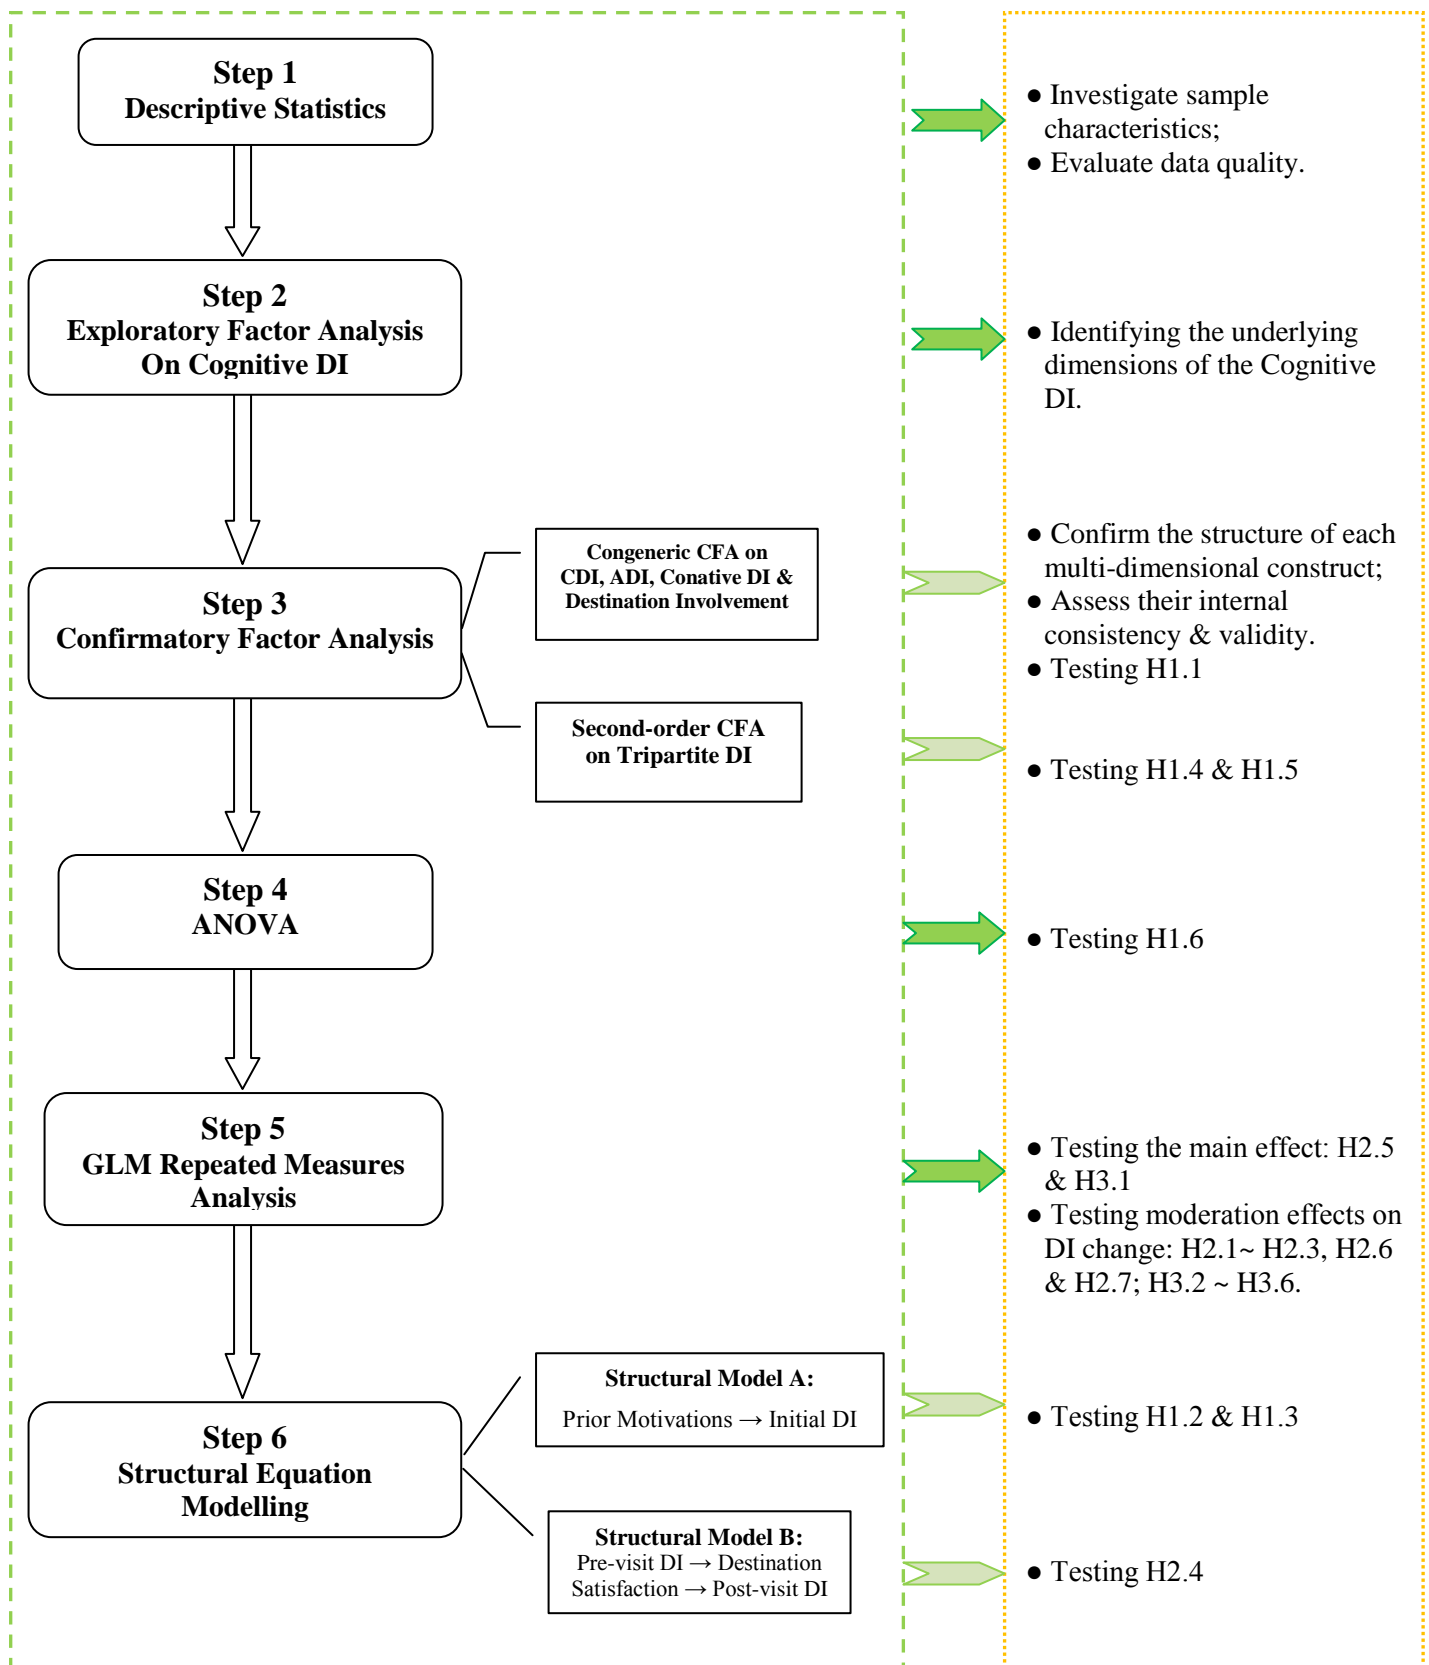 Step 1
Descriptive Statistics
● Investigate sample
characteristics;
● Evaluate data quality.
Step 2
Exploratory Factor Analysis
On Cognitive DI
● Identifying the underlying
dimensions of the Cognitive
DI.
Step 3
Confirmatory Factor Analysis
Congeneric CFA on
CDI, ADI, Conative DI &
Destination Involvement
● Confirm the structure of each
multi-dimensional construct;
● Assess their internal
consistency & validity.
● Testing H1.1
Second-order CFA
on Tripartite DI
● Testing H1.4 & H1.5
Step 4
ANOVA
● Testing H1.6
Step 5
GLM Repeated Measures
Analysis
● Testing the main effect: H2.5
& H3.1
● Testing moderation effects on
DI change: H2.1~ H2.3, H2.6
& H2.7; H3.2 ~ H3.6.
Step 6
Structural Equation
Modelling
Structural Model A:
Prior Motivations → Initial DI
● Testing H1.2 & H1.3
Structural Model B:
Pre-visit DI → Destination
Satisfaction → Post-visit DI
● Testing H2.4